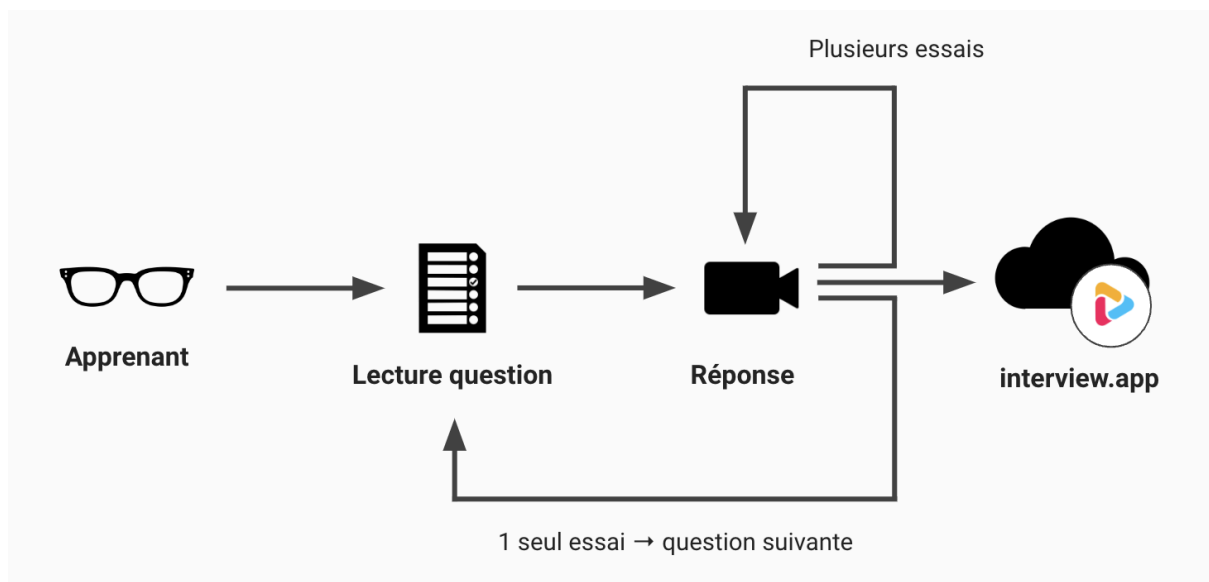 Plusieurs essais
Apprenant
Lecture question
Réponse
interview.app
1 seul essai → question suivante